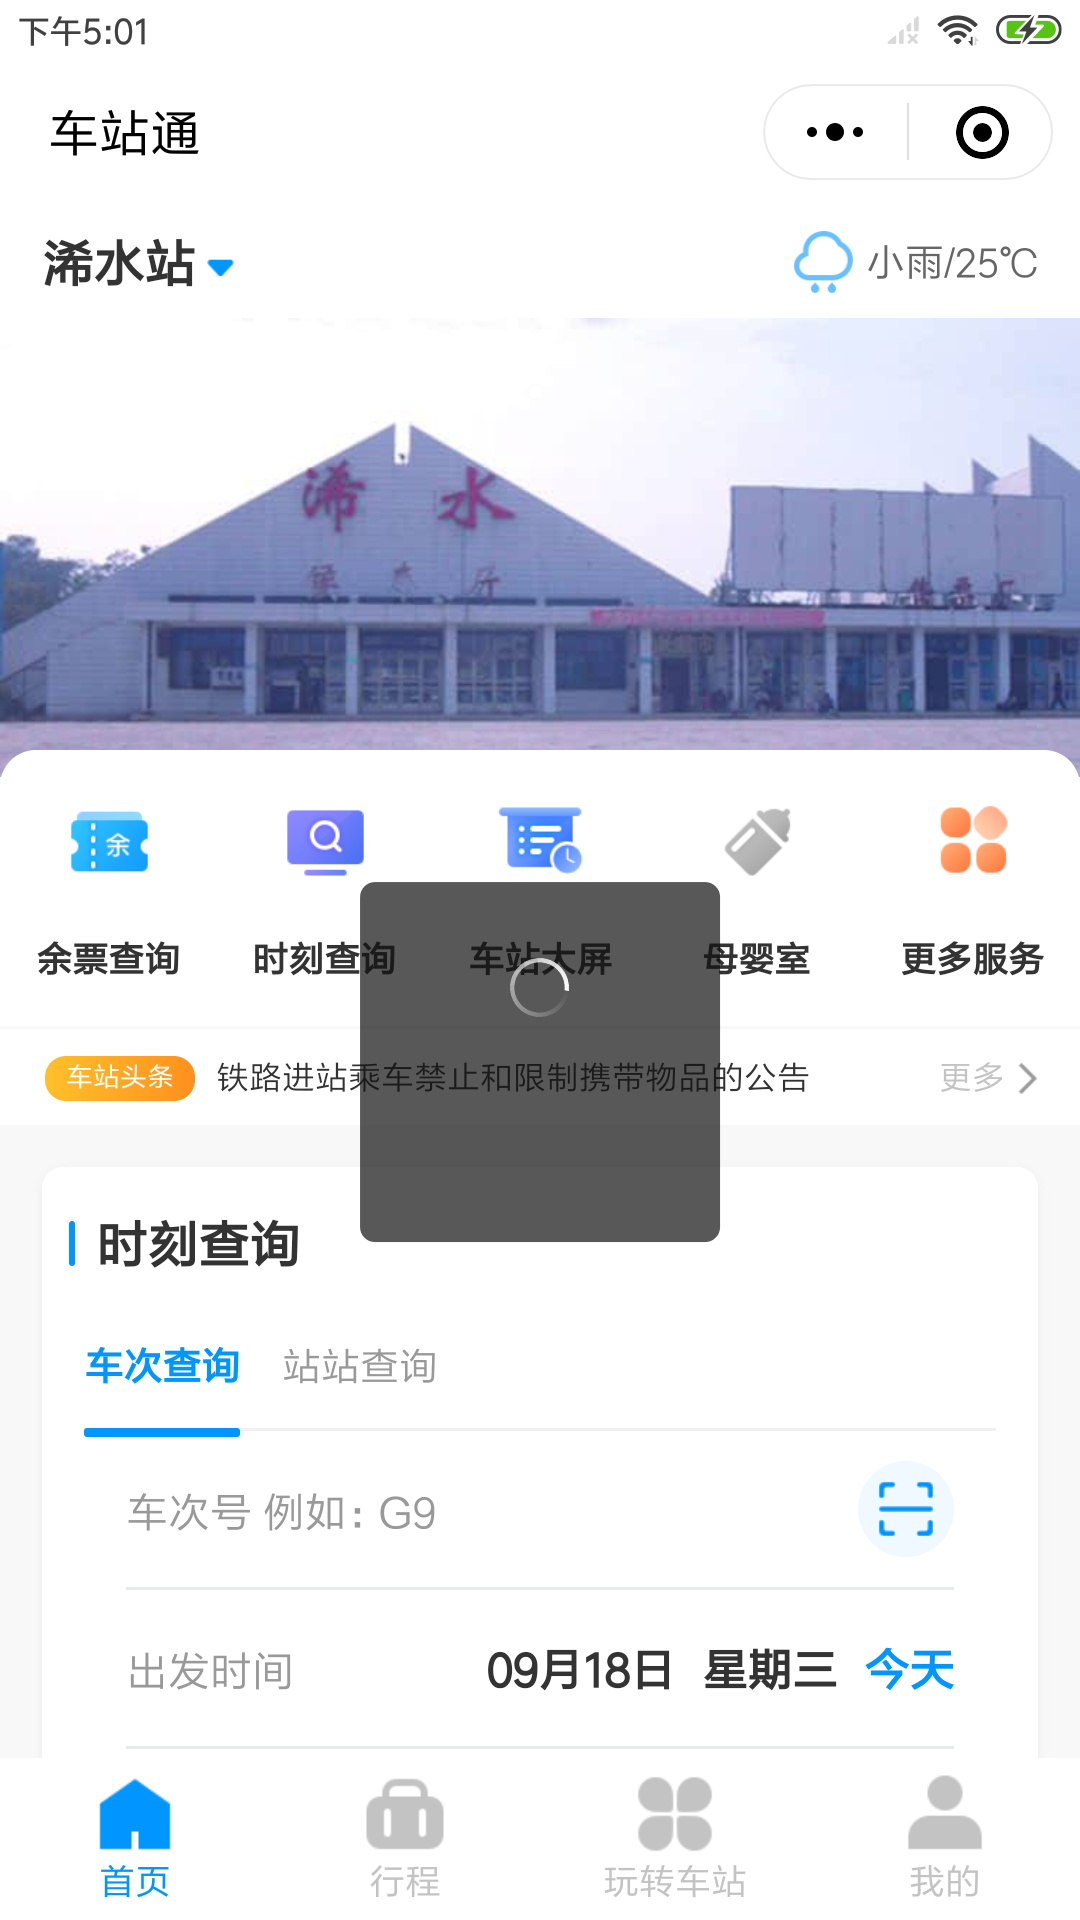 下午5:01
车站通
浠水站
小雨/25℃
浠 水
候 车 厅
余
余票查询 时刻查询 车站大屏 母婴室 更多服务
车站头条 铁路进站乘车禁止和限制携带物品的公告 更多
时刻查询
车次查询 站站查询
车次号 例如：G9
出发时间 09月18日 星期三 今天
首页 行程 玩转车站 我的